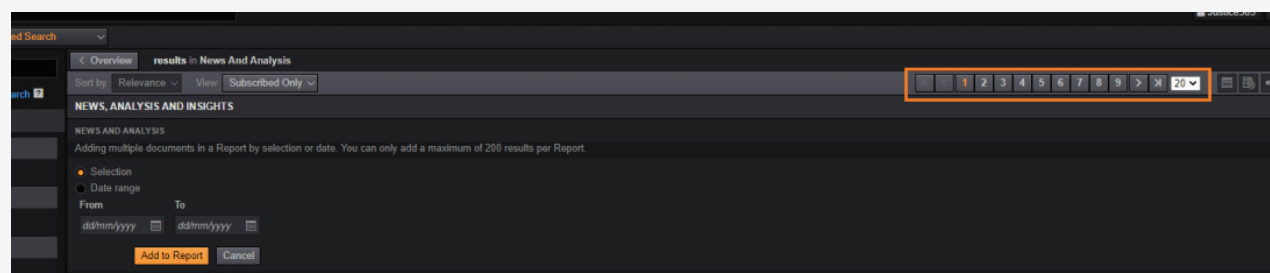 ed Search
< Overview results in News And Analysis
Sort by Relevance View Subscribed Only
1 2 3 4 5 6 7 8 9 > 20
arch ?
NEWS, ANALYSIS AND INSIGHTS
NEWS AND ANALYSIS
Adding multiple documents in a Report by selection or date. You can only add a maximum of 200 results per Report.
Selection
Date range
From To
dd/mm/yyyy dd/mm/yyyy
Add to Report Cancel